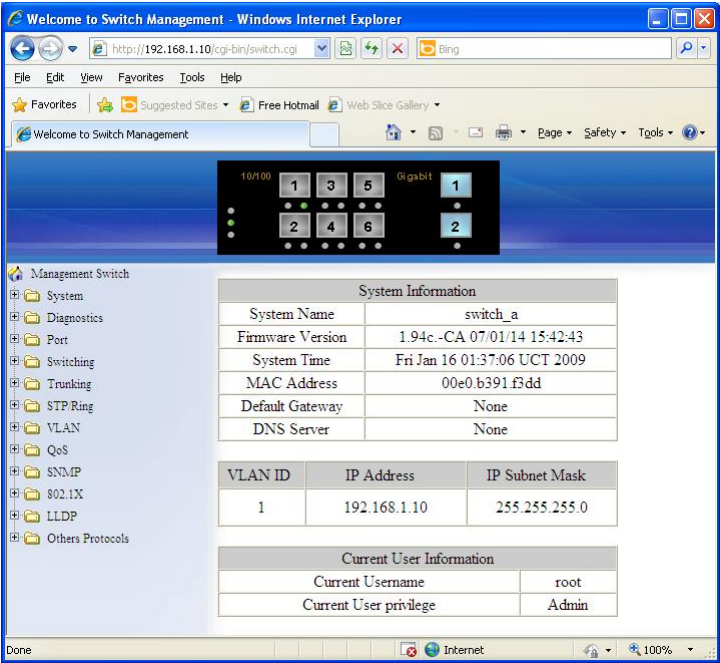 Welcome to Switch Management - Windows Internet Explorer
http://192.168.1.10/cgi-bin/switch.cgi Bing
File Edit View Favorites Tools Help
Favorites Suggested Sites Free Hotmail Web Slice Gallery
Welcome to Switch Management Page Safety Tools
10/100 1 3 5 Gigabit 1
2 4 6 2
Management Switch
System
Diagnostics
Port
Switching
Trunking
STP/Ring
VLAN
QoS
SNMP
802.1X
LLDP
Others Protocols
System Information
System Name switch_a
Firmware Version 1.94c.-CA 07/01/14 15:42:43
System Time Fri Jan 16 01:37:06 UCT 2009
MAC Address 00e0.b391.f3dd
Default Gateway None
DNS Server None
VLAN ID IP Address IP Subnet Mask
1 192.168.1.10 255.255.255.0
Current User Information
Current Username root
Current User privilege Admin
Done Internet 100%